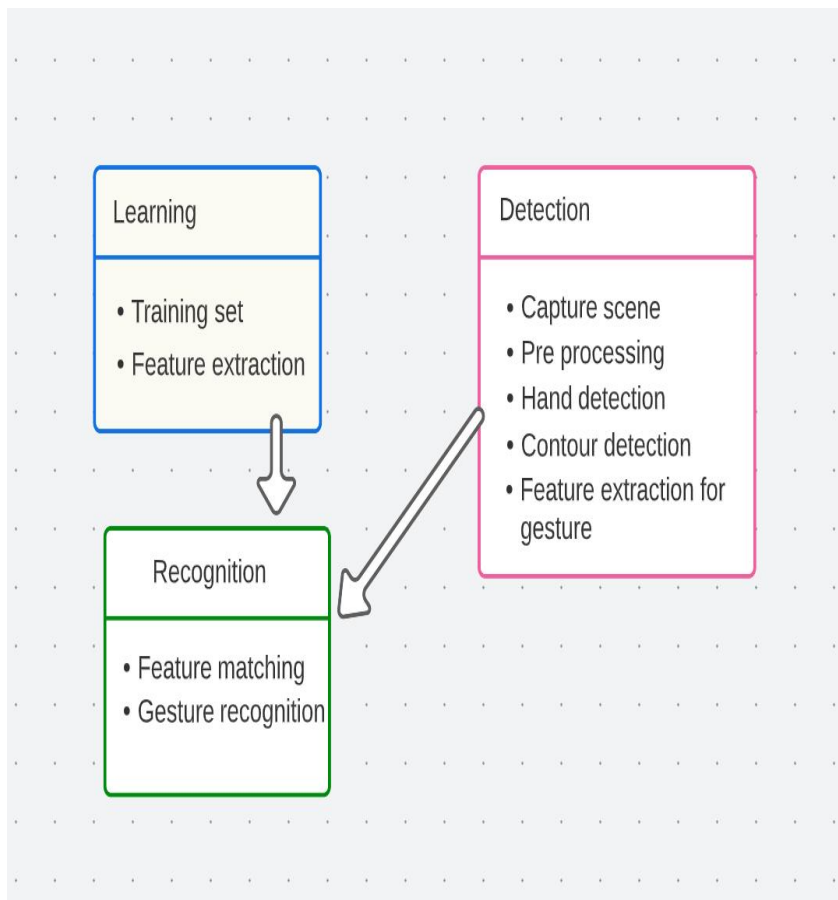 Learning
• Training set
• Feature extraction
Detection
• Capture scene
• Pre processing
• Hand detection
• Contour detection
• Feature extraction for
gesture
Recognition
• Feature matching
• Gesture recognition